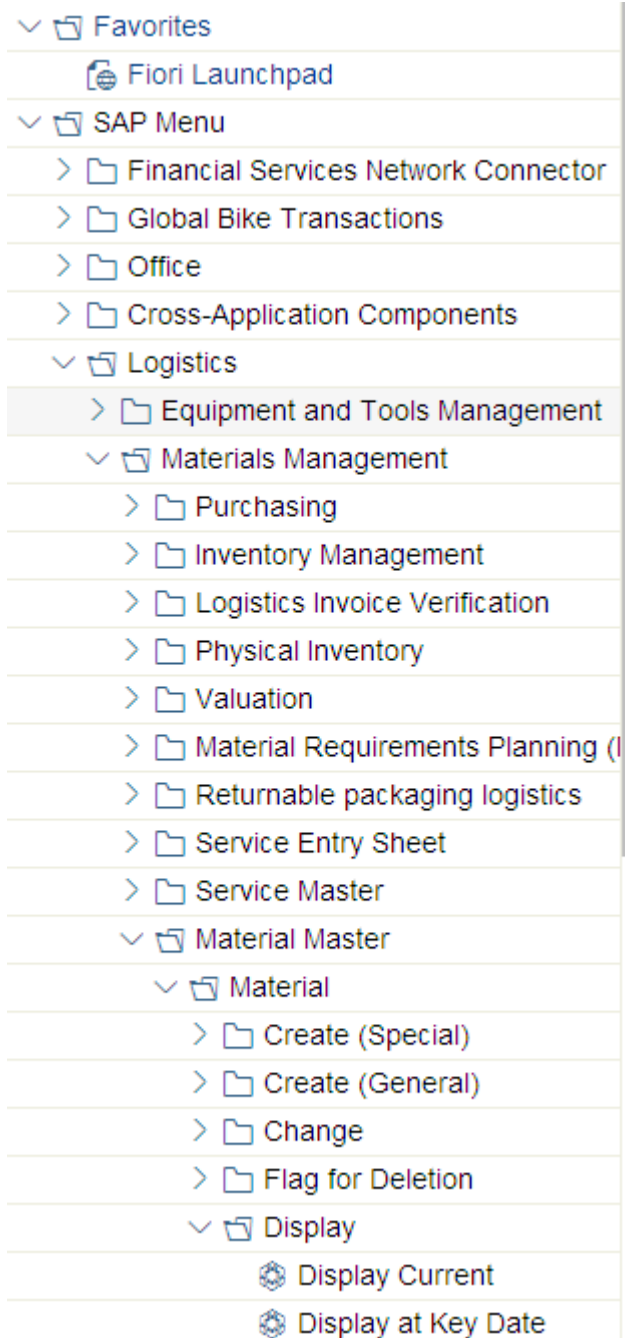 Favorites
Fiori Launchpad
SAP Menu
Financial Services Network Connector
Global Bike Transactions
Office
Cross-Application Components
Logistics
Equipment and Tools Management
Materials Management
Purchasing
Inventory Management
Logistics Invoice Verification
Physical Inventory
Valuation
Material Requirements Planning (
Returnable packaging logistics
Service Entry Sheet
Service Master
Material Master
Material
Create (Special)
Create (General)
Change
Flag for Deletion
Display
Display Current
Display at Key Date